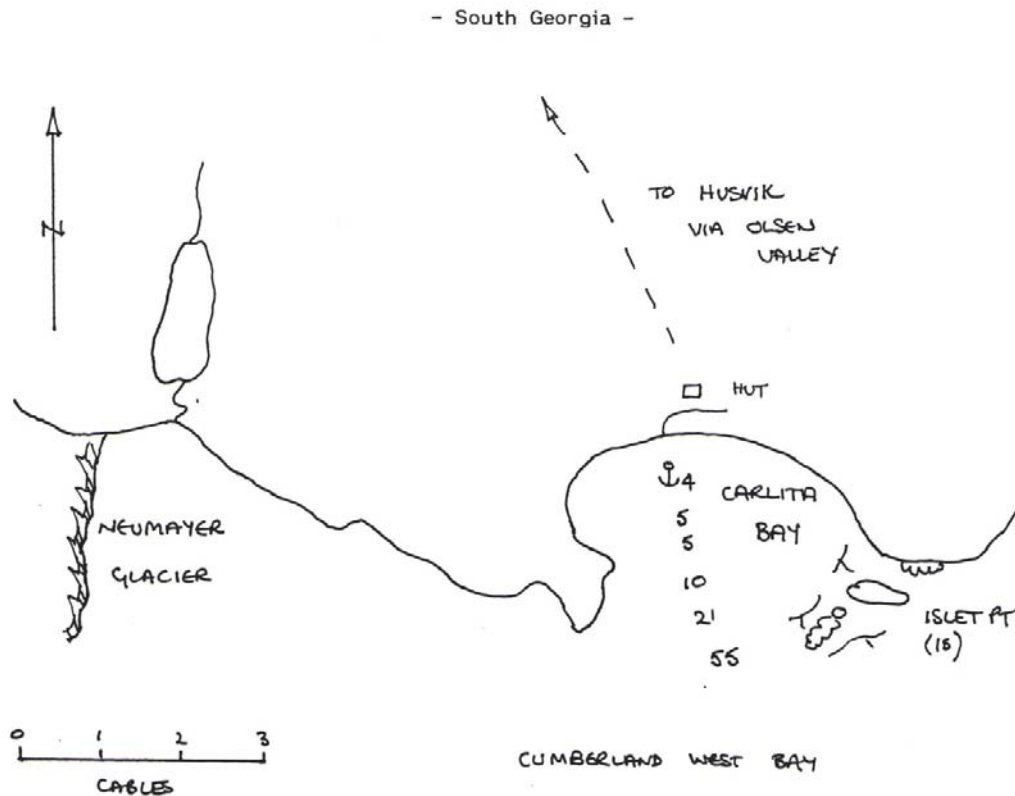 - South Georgia -
N
TO HUSVIK
VIA OLSEN
VALLEY
HUT
4
CARLITA
BAY
5
5
10
21
55
NEUMAYER
GLACIER
ISLET PT
(18)
0 1 2 3
CABLES
CUMBERLAND WEST BAY